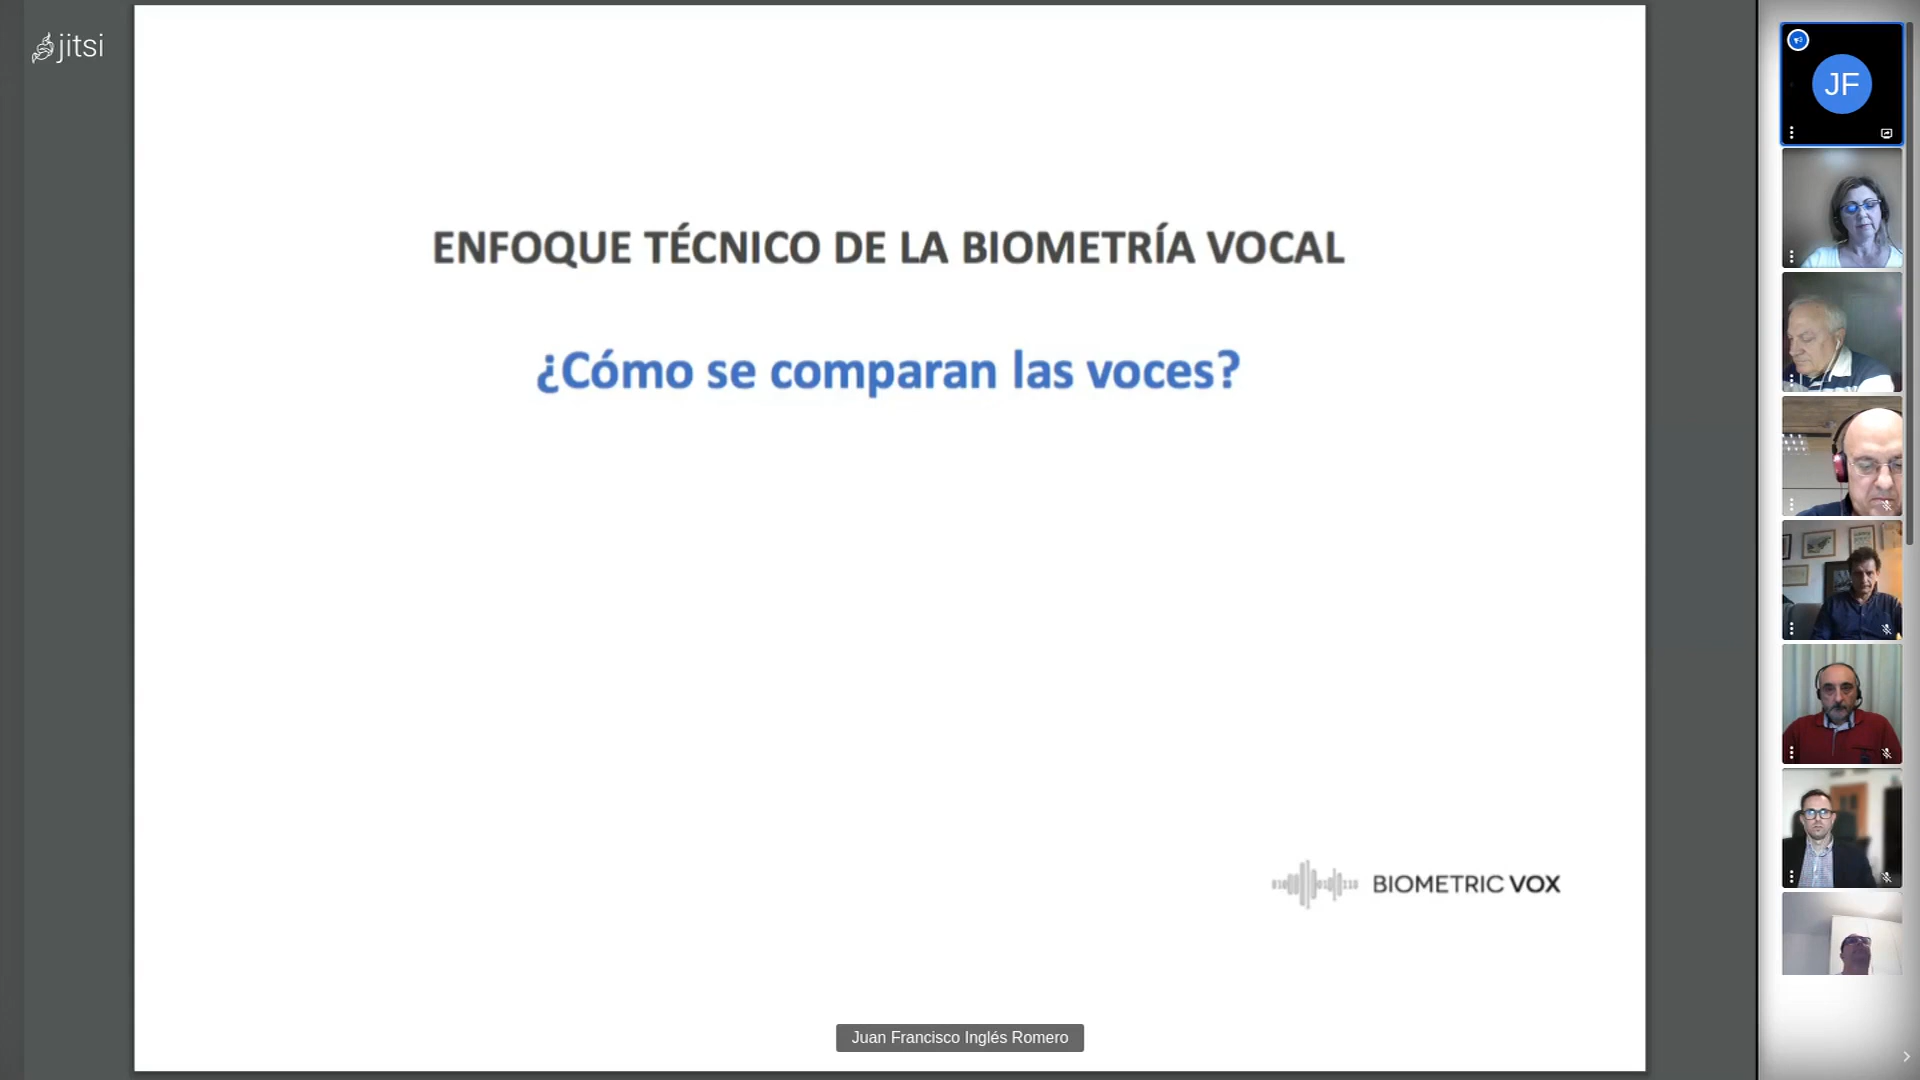 jitsi
JF
ENFOQUE TÉCNICO DE LA BIOMETRÍA VOCAL
¿Cómo se comparan las voces?
BIOMETRIC VOX
Juan Francisco Inglés Romero